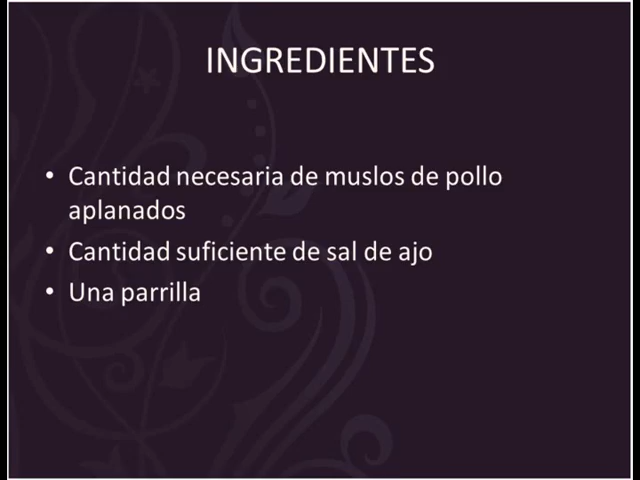 INGREDIENTES
• Cantidad necesaria de muslos de pollo
aplanados
• Cantidad suficiente de sal de ajo
• Una parrilla